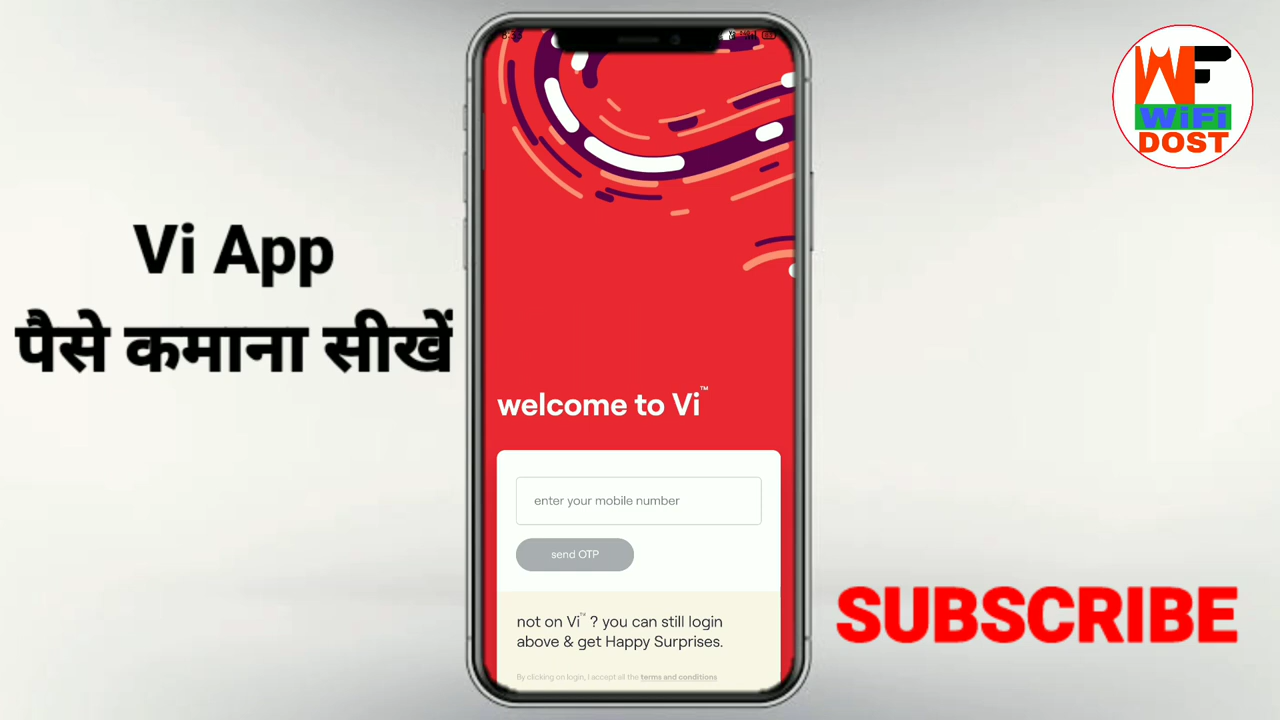 WF
WiFi
DOST
Vi App
पैसे कमाना सीखें
welcome to Vi™
enter your mobile number
send OTP
not on Vi™ ? you can still login
above & get Happy Surprises.
By clicking on login, I accept all the terms and conditions
SUBSCRIBE